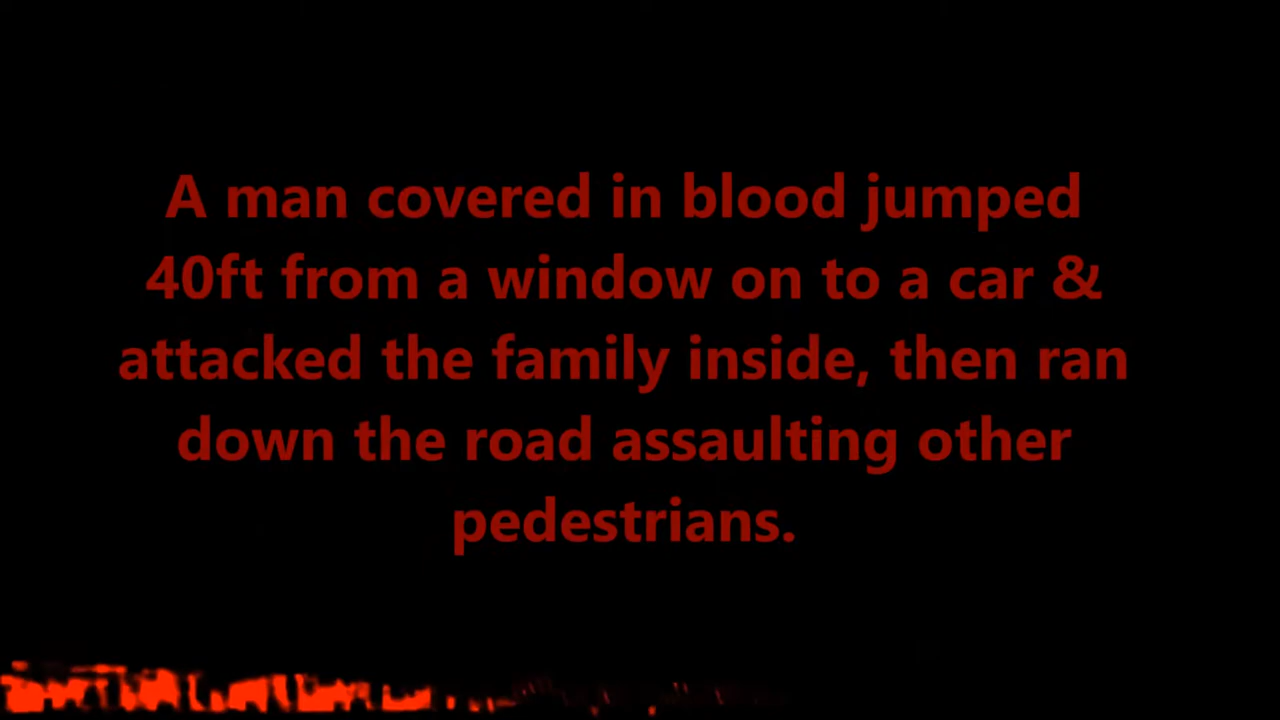 A man covered in blood jumped
40ft from a window on to a car &
attacked the family inside, then ran
down the road assaulting other
pedestrians.